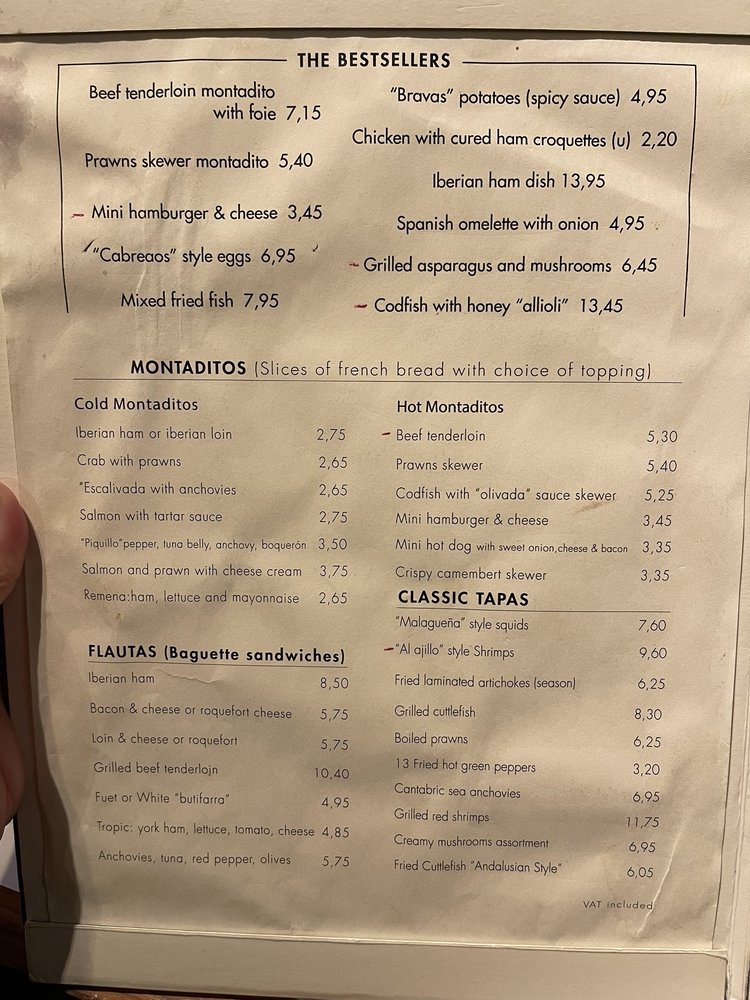 THE BESTSELLERS
Beef tenderloin montadito
with foie 7,15
Prawns skewer montadito 5,40
Mini hamburger & cheese 3,45
"Cabreaos" style eggs 6,95
Mixed fried fish 7,95
"Bravas" potatoes (spicy sauce) 4,95
Chicken with cured ham croquettes (u) 2,20
Iberian ham dish 13,95
Spanish omelette with onion 4,95
Grilled asparagus and mushrooms 6,45
Codfish with honey "allioli" 13,45
MONTADITOS (Slices of french bread with choice of topping)
Cold Montaditos
Iberian ham or iberian loin 2,75
Crab with prawns 2,65
"Escalivada with anchovies 2,65
Salmon with tartar sauce 2,75
"Piquillo"pepper, tuna belly, anchovy, boquerón 3,50
Salmon and prawn with cheese cream 3,75
Remena:ham, lettuce and mayonnaise 2,65
FLAUTAS (Baguette sandwiches)
Iberian ham 8,50
Bacon & cheese or roquefort cheese 5,75
Loin & cheese or roquefort 5,75
Grilled beef tenderloin 10,40
Fuet or White "butifarra" 4,95
Tropic: york ham, lettuce, tomato, cheese 4,85
Anchovies, tuna, red pepper, olives 5,75
Hot Montaditos
Beef tenderloin 5,30
Prawns skewer 5,40
Codfish with "olivada" sauce skewer 5,25
Mini hamburger & cheese 3,45
Mini hot dog with sweet onion,cheese & bacon 3,35
Crispy camembert skewer 3,35
CLASSIC TAPAS
"Malagueña" style squids 7,60
"Al ajillo" style Shrimps 9,60
Fried laminated artichokes (season) 6,25
Grilled cuttlefish 8,30
Boiled prawns 6,25
13 Fried hot green peppers 3,20
Cantabric sea anchovies 6,95
Grilled red shrimps 11,75
Creamy mushrooms assortment 6,95
Fried Cuttlefish "Andalusian Style" 6,05
VAT included